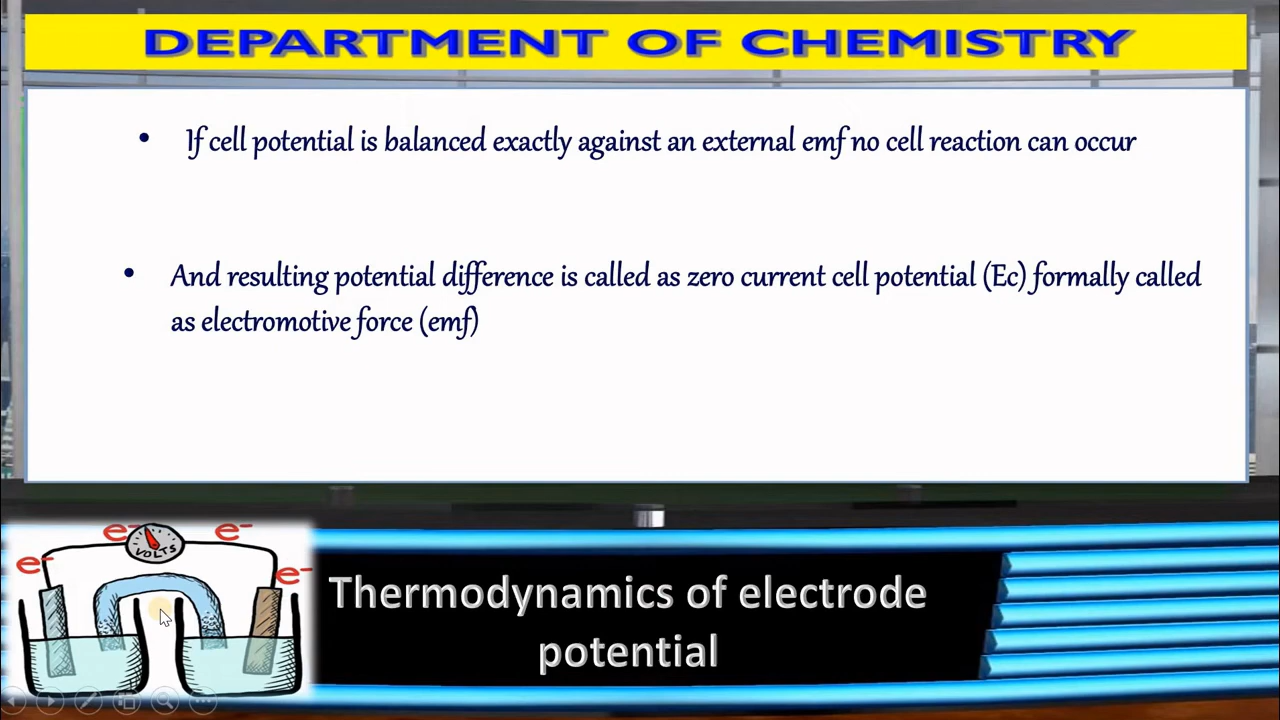 DEPARTMENT OF CHEMISTRY
• If cell potential is balanced exactly against an external emf no cell reaction can occur
• And resulting potential difference is called as zero current cell potential (Ec) formally called
as electromotive force (emf)
e⁻ e⁻
VOLTS
e⁻ e⁻
Thermodynamics of electrode
potential